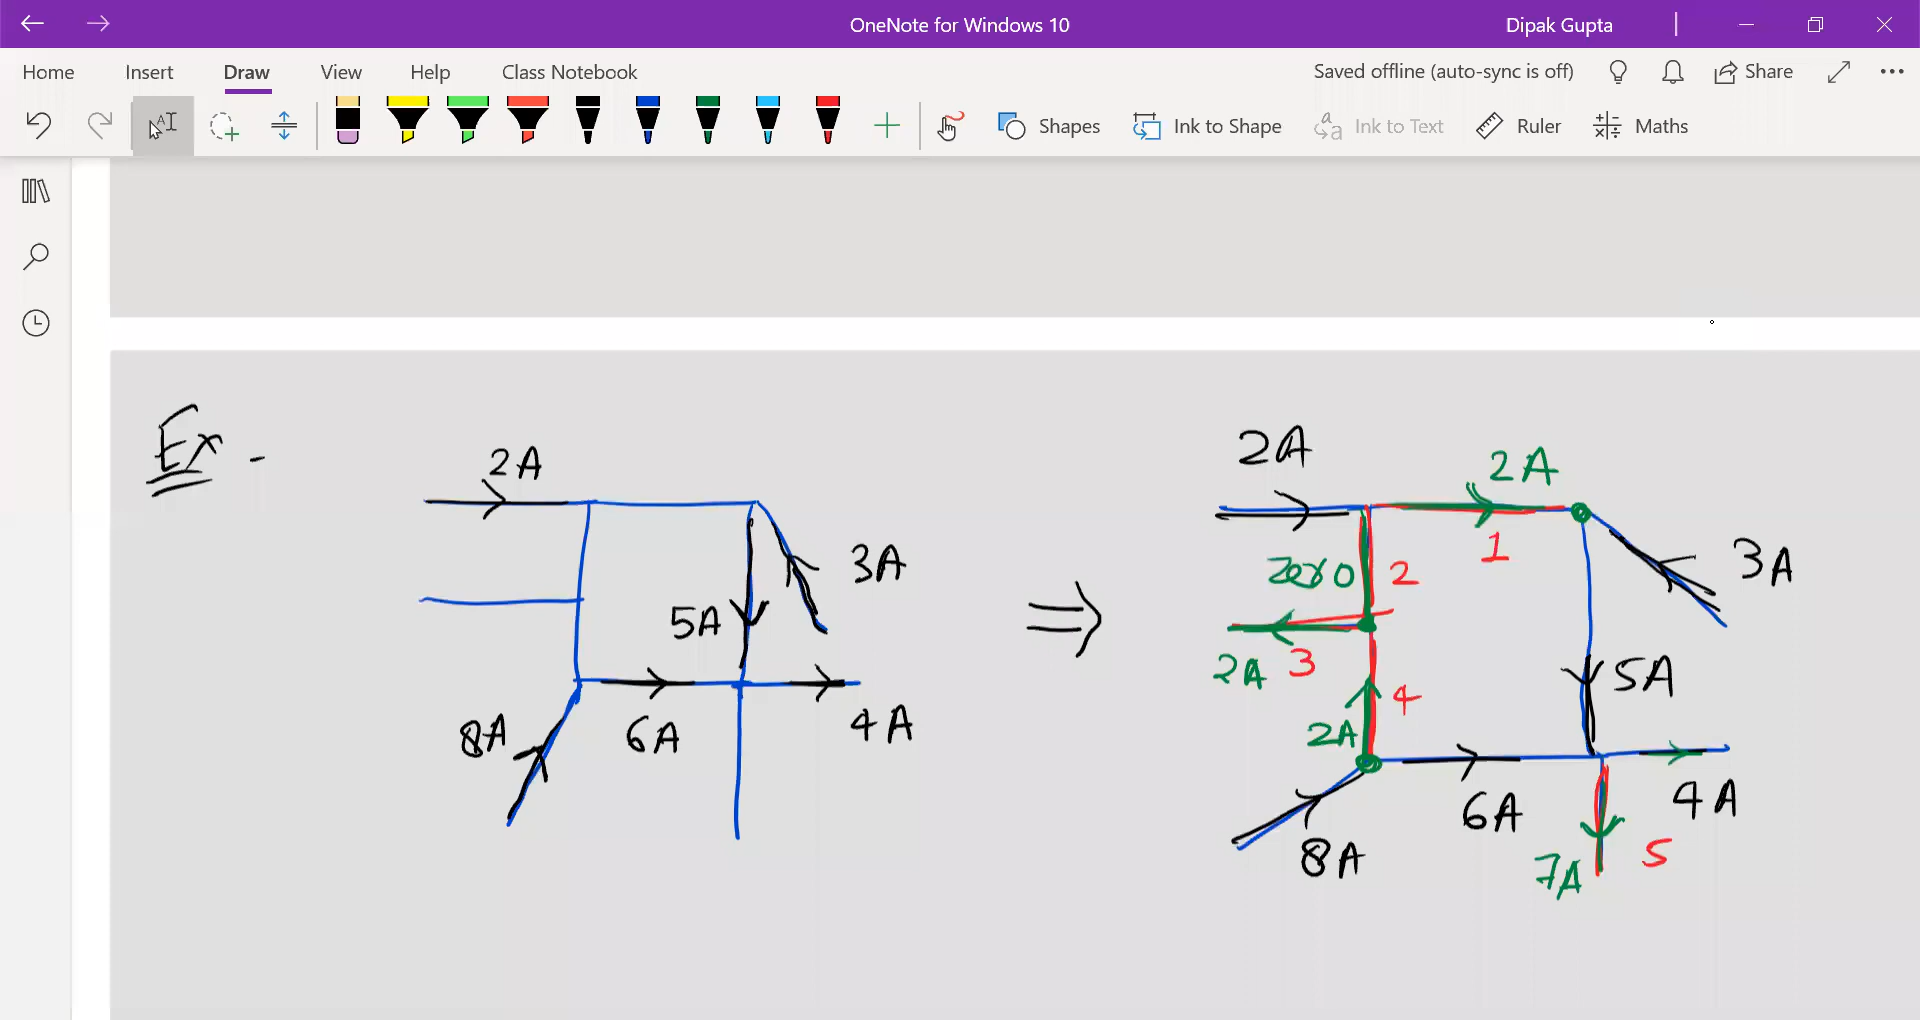 OneNote for Windows 10
Dipak Gupta
Home Insert Draw View Help Class Notebook
Saved offline (auto-sync is off)
Share
Shapes
Ink to Shape
Ink to Text
Ruler
Maths
Ex -
2A
3A
5A
8A
6A
4A
⇒
2A
2A
1
Zero
2
3A
2A
3
4
5A
2A
6A
4A
8A
7A
5